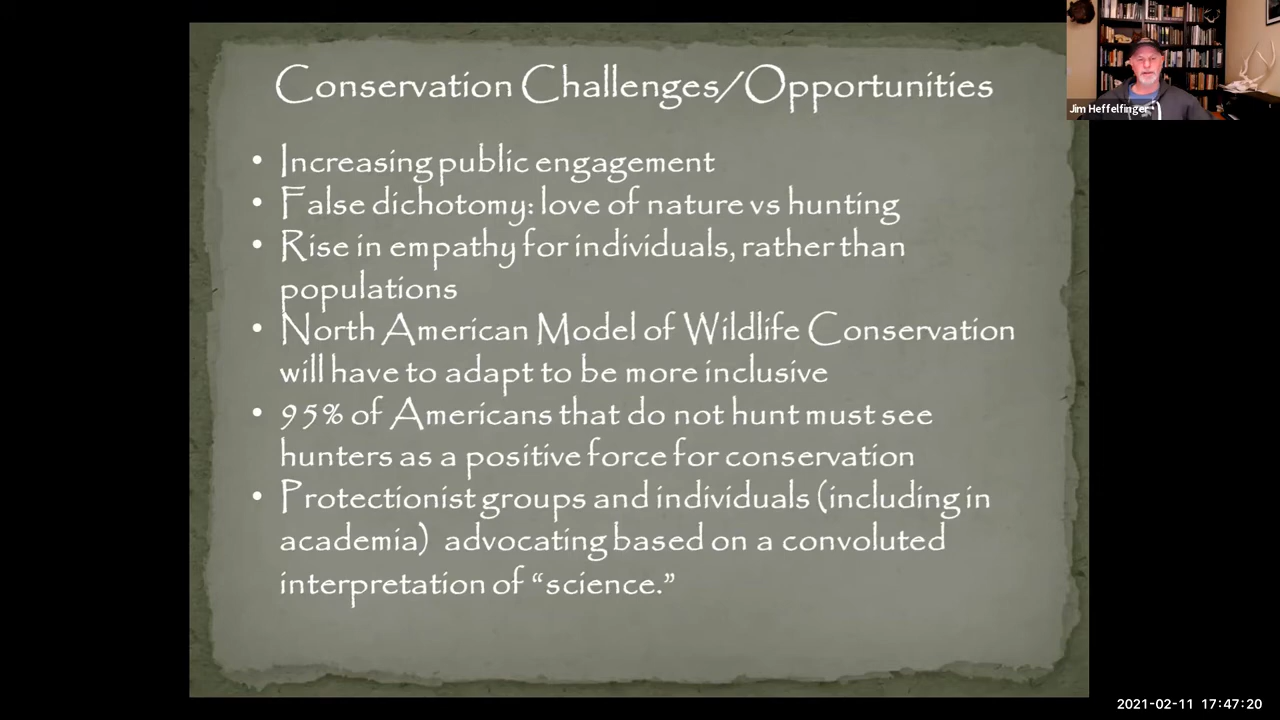 Conservation Challenges/Opportunities
• Increasing public engagement
• False dichotomy: love of nature vs hunting
• Rise in empathy for individuals, rather than
populations
• North American Model of Wildlife Conservation
will have to adapt to be more inclusive
• 95% of Americans that do not hunt must see
hunters as a positive force for conservation
• Protectionist groups and individuals (including in
academia) advocating based on a convoluted
interpretation of “science.”
Jim Heffelfinger
2021-02-11 17:47:20